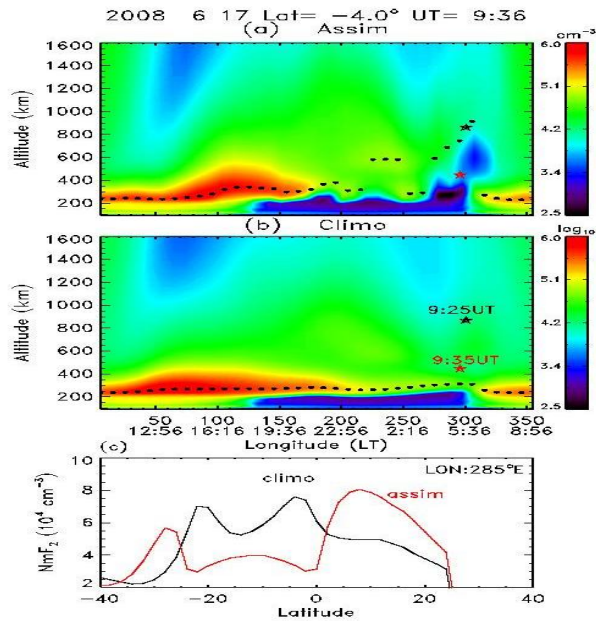 2008 6 17 Lat= −4.0° UT= 9:36
(a) Assim
cm⁻³
1600
1400
1200
1000
800
600
400
200
Altitude (km)
6.0
5.1
4.2
3.4
2.5
(b) Climo
log₁₀
1600
1400
1200
1000
800
600
400
200
Altitude (km)
9:25UT
9:35UT
6.0
5.1
4.2
3.4
2.5
50 100 150 200 250 300 350
12:56 16:16 19:36 22:56 2:16 5:36 8:56
Longitude (LT)
(c)
climo
assim
LON:285°E
10
8
6
4
2
NmF₂ (10⁴ cm⁻³)
−40 −20 0 20 40
Latitude